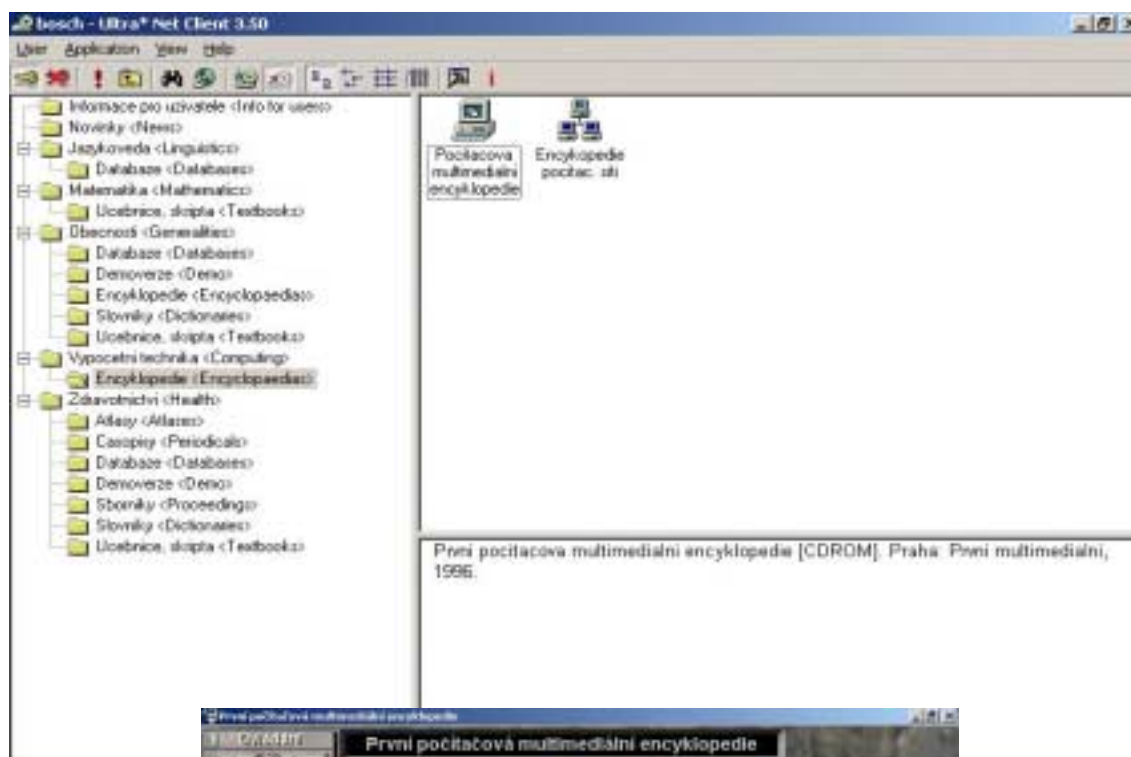 bosch - Ultra* Net Client 3.50
User Application View Help
Informace pro uzivatele <Info for users>
Novinky <News>
Jazykoveda <Linguistics>
Databaze <Databases>
Matematika <Mathematics>
Ucebnice, skripta <Textbooks>
Obecnosti <Generalities>
Databaze <Databases>
Demoverze <Demo>
Encyklopedie <Encyclopaedias>
Slovniky <Dictionaries>
Ucebnice, skripta <Textbooks>
Vypocetni technika <Computing>
Encyklopedie <Encyclopaedias>
Zdravotnictvi <Health>
Atlasy <Atlases>
Casopisy <Periodicals>
Databaze <Databases>
Demoverze <Demo>
Sborniky <Proceedings>
Slovniky <Dictionaries>
Ucebnice, skripta <Textbooks>
Pocitacova
multimedialni
encyklopedie
Encykopedie
pocitac. siti
Prvni pocitacova multimedialni encyklopedie [CDROM]. Praha: Prvni multimedialni,
1996.
První počítačová multimediální encyklopedie
První počítačová multimediální encyklopedie